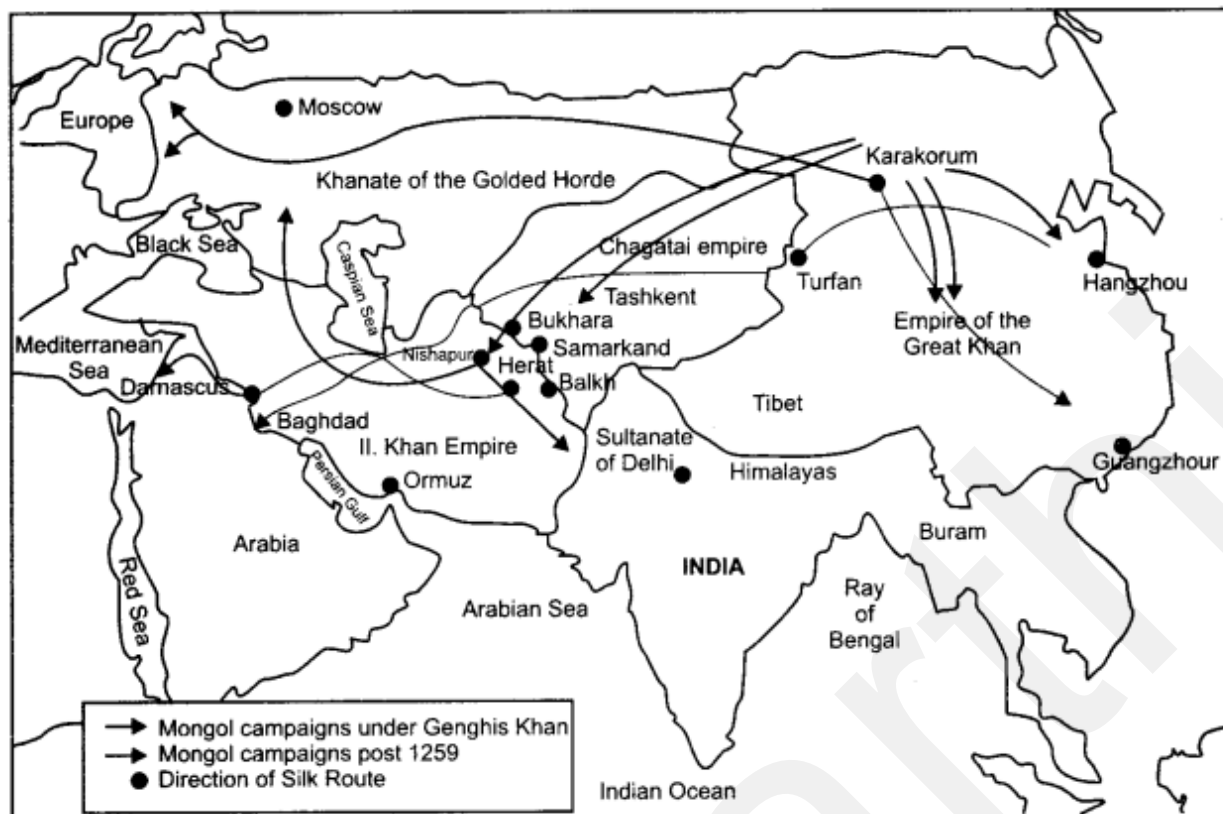 Moscow
Europe
Karakorum
Khanate of the Golded Horde
Black Sea
Caspian Sea
Chagatai empire
Turfan
Hangzhou
Tashkent
Bukhara
Empire of the
Great Khan
Mediterranean
Sea
Nishapur
Herat
Samarkand
Damascus
Balkh
Tibet
Baghdad
Sultanate
of Delhi
Himalayas
II. Khan Empire
Guangzhour
Persian Gulf
Ormuz
Buram
Arabia
Red Sea
INDIA
Arabian Sea
Ray
of
Bengal
Mongol campaigns under Genghis Khan
Mongol campaigns post 1259
Direction of Silk Route
Indian Ocean